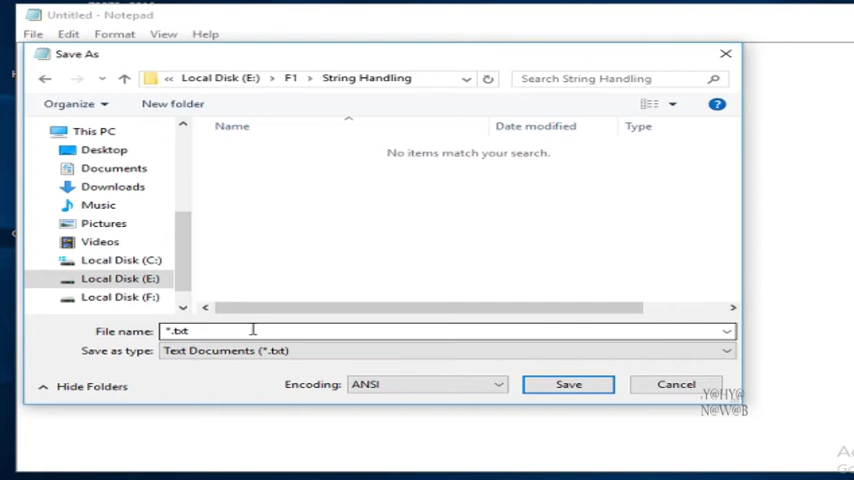 Untitled - Notepad
File Edit Format View Help
Save As
« Local Disk (E:) › F1 › String Handling
Search String Handling
Organize New folder
Name Date modified Type
No items match your search.
This PC
Desktop
Documents
Downloads
Music
Pictures
Videos
Local Disk (C:)
Local Disk (E:)
Local Disk (F:)
File name: *.txt
Save as type: Text Documents (*.txt)
Hide Folders Encoding: ANSI Save Cancel
.Y@HY@
N@W@B